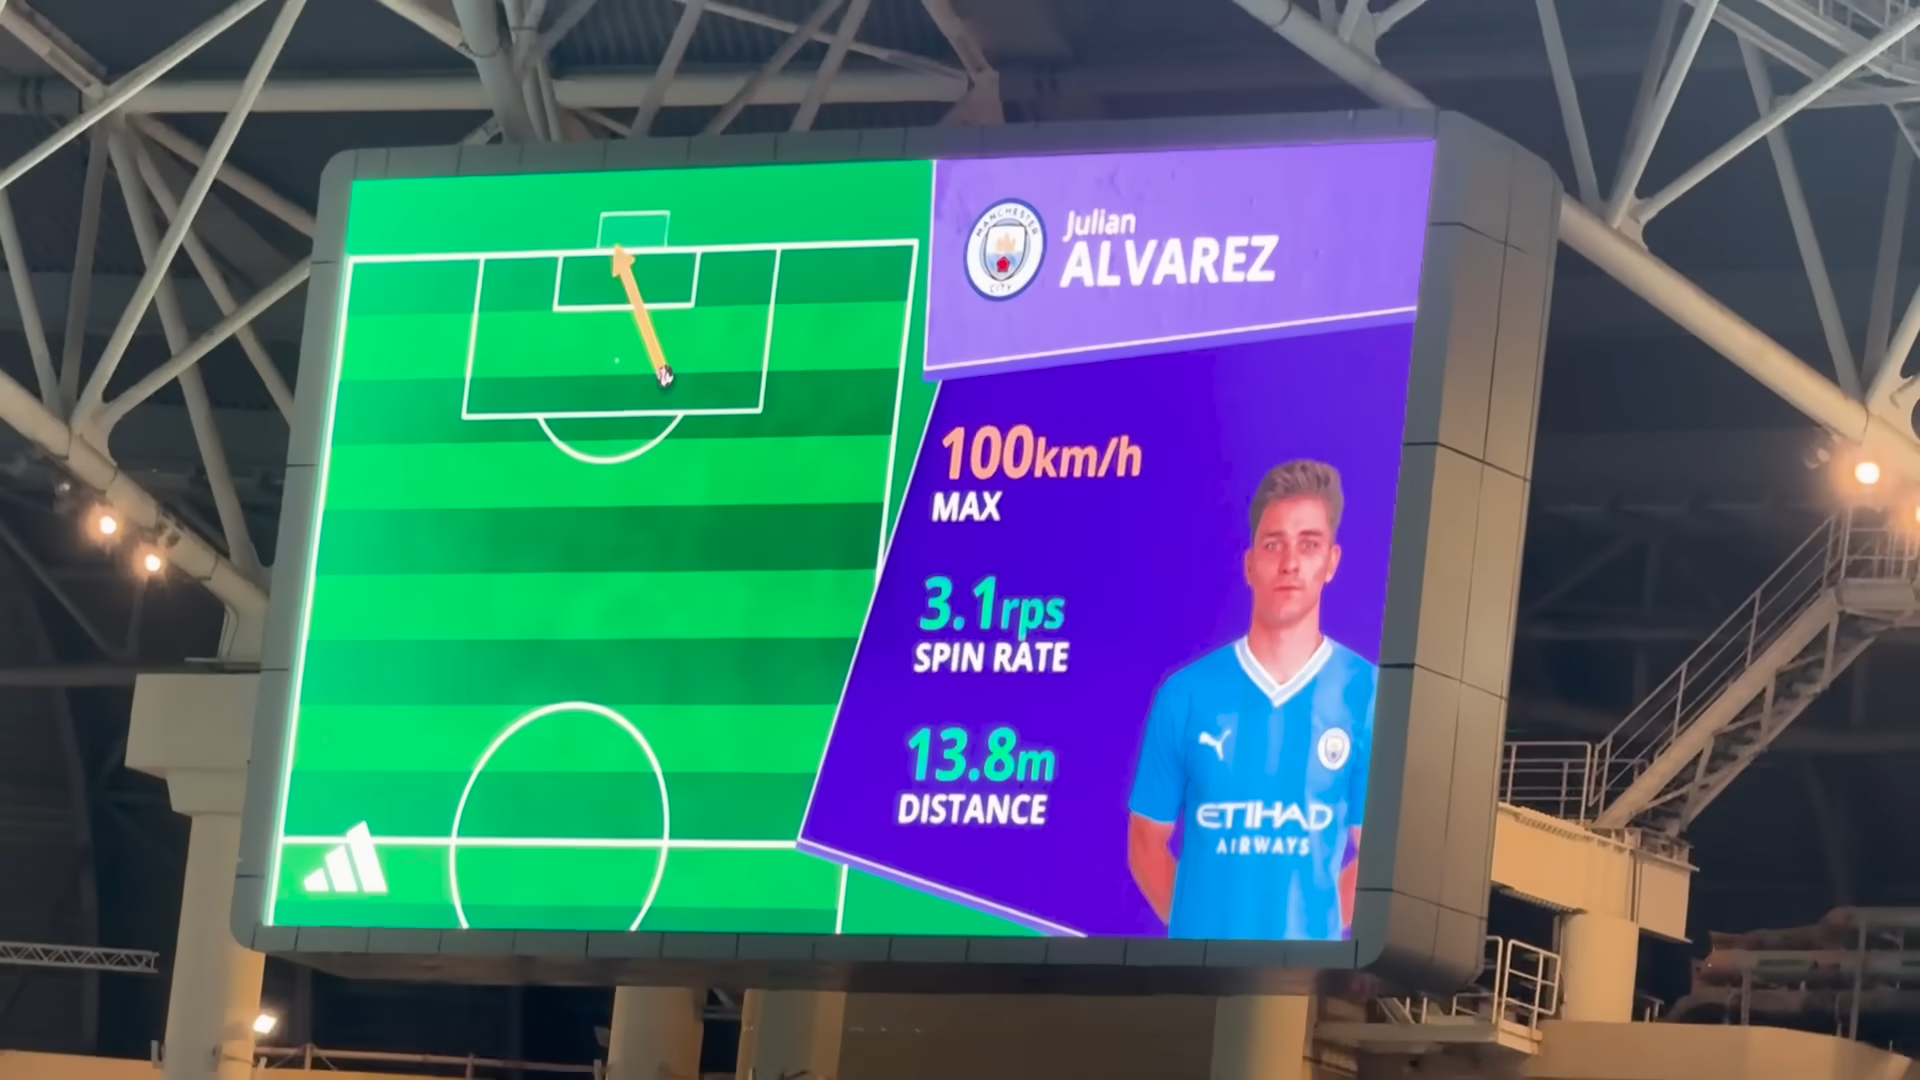 MANCHESTER
CITY
Julian
ALVAREZ
100km/h
MAX
3.1rps
SPIN RATE
13.8m
DISTANCE
ETIHAD
AIRWAYS